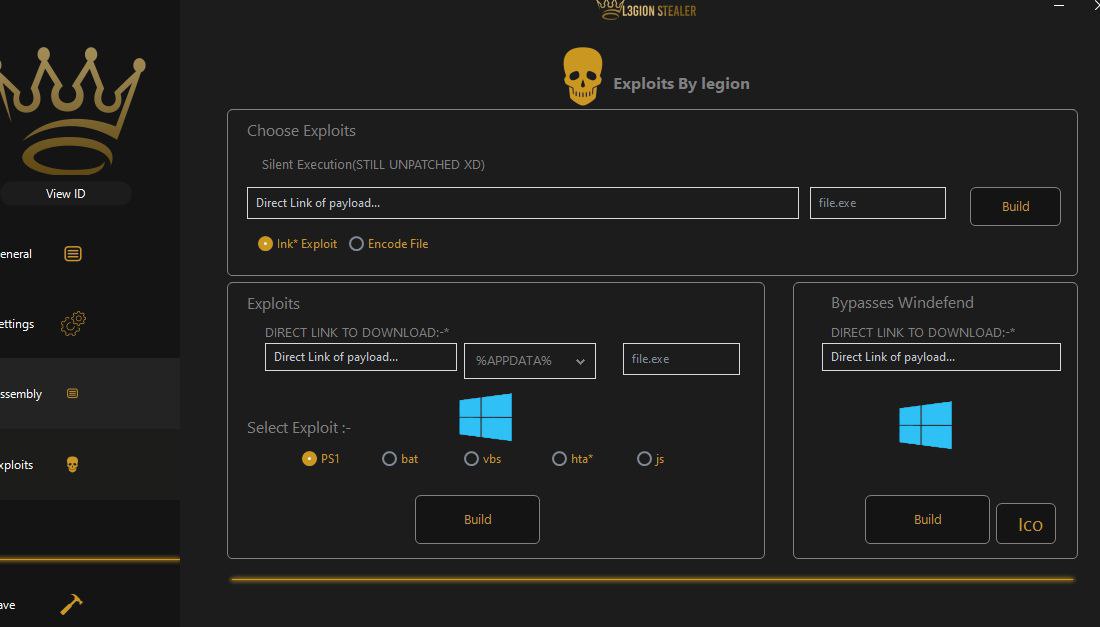 L3GION STEALER
Exploits By legion
View ID
eneral
ettings
ssembly
xploits
ave
Choose Exploits
Silent Execution(STILL UNPATCHED XD)
Direct Link of payload...
file.exe
Build
lnk* Exploit
Encode File
Exploits
DIRECT LINK TO DOWNLOAD:-*
Direct Link of payload...
%APPDATA%
file.exe
Select Exploit :-
PS1
bat
vbs
hta*
js
Build
Bypasses Windefend
DIRECT LINK TO DOWNLOAD:-*
Direct Link of payload...
Build
Ico